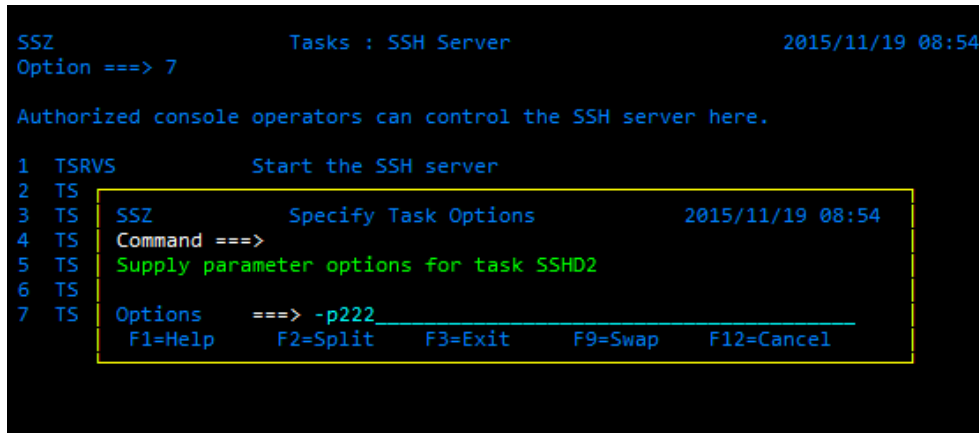 SSZ Tasks : SSH Server 2015/11/19 08:54
Option ===> 7
Authorized console operators can control the SSH server here.
1 TSRVS Start the SSH server
2 TS
3 TS SSZ Specify Task Options 2015/11/19 08:54
4 TS Command ===>
5 TS Supply parameter options for task SSHD2
6 TS
7 TS Options ===> -p222________________________________________
F1=Help F2=Split F3=Exit F9=Swap F12=Cancel